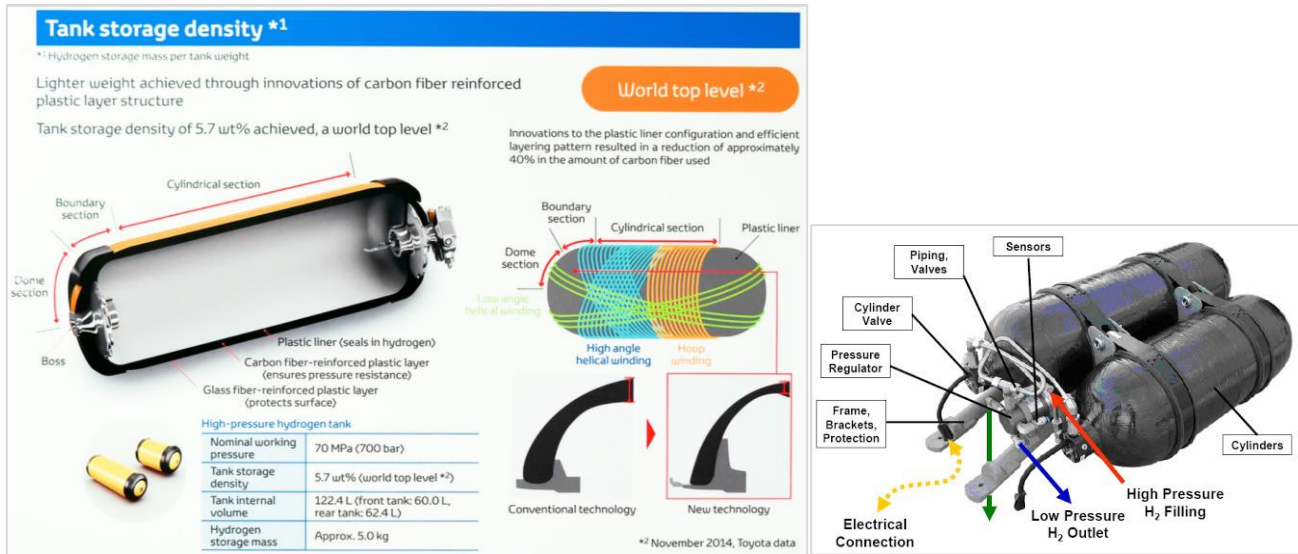 Tank storage density *1
*1 Hydrogen storage mass per tank weight
Lighter weight achieved through innovations of carbon fiber reinforced
plastic layer structure
World top level *2
Tank storage density of 5.7 wt% achieved, a world top level *2
Innovations to the plastic liner configuration and efficient
layering pattern resulted in a reduction of approximately
40% in the amount of carbon fiber used
Cylindrical section
Boundary
section
Dome
section
Boss
Plastic liner (seals in hydrogen)
Carbon fiber-reinforced plastic layer
(ensures pressure resistance)
Glass fiber-reinforced plastic layer
(protects surface)
Boundary
section
Cylindrical section
Plastic liner
Dome
section
Low angle
helical winding
High angle
helical winding
Hoop
winding
Conventional technology
New technology
High-pressure hydrogen tank
Nominal working
pressure
70 MPa (700 bar)
Tank storage
density
5.7 wt% (world top level *2)
Tank internal
volume
122.4 L (front tank: 60.0 L,
rear tank: 62.4 L)
Hydrogen
storage mass
Approx. 5.0 kg
*2 November 2014, Toyota data
Sensors
Piping,
Valves
Cylinder
Valve
Pressure
Regulator
Frame,
Brackets,
Protection
Cylinders
High Pressure
H2 Filling
Low Pressure
H2 Outlet
Electrical
Connection